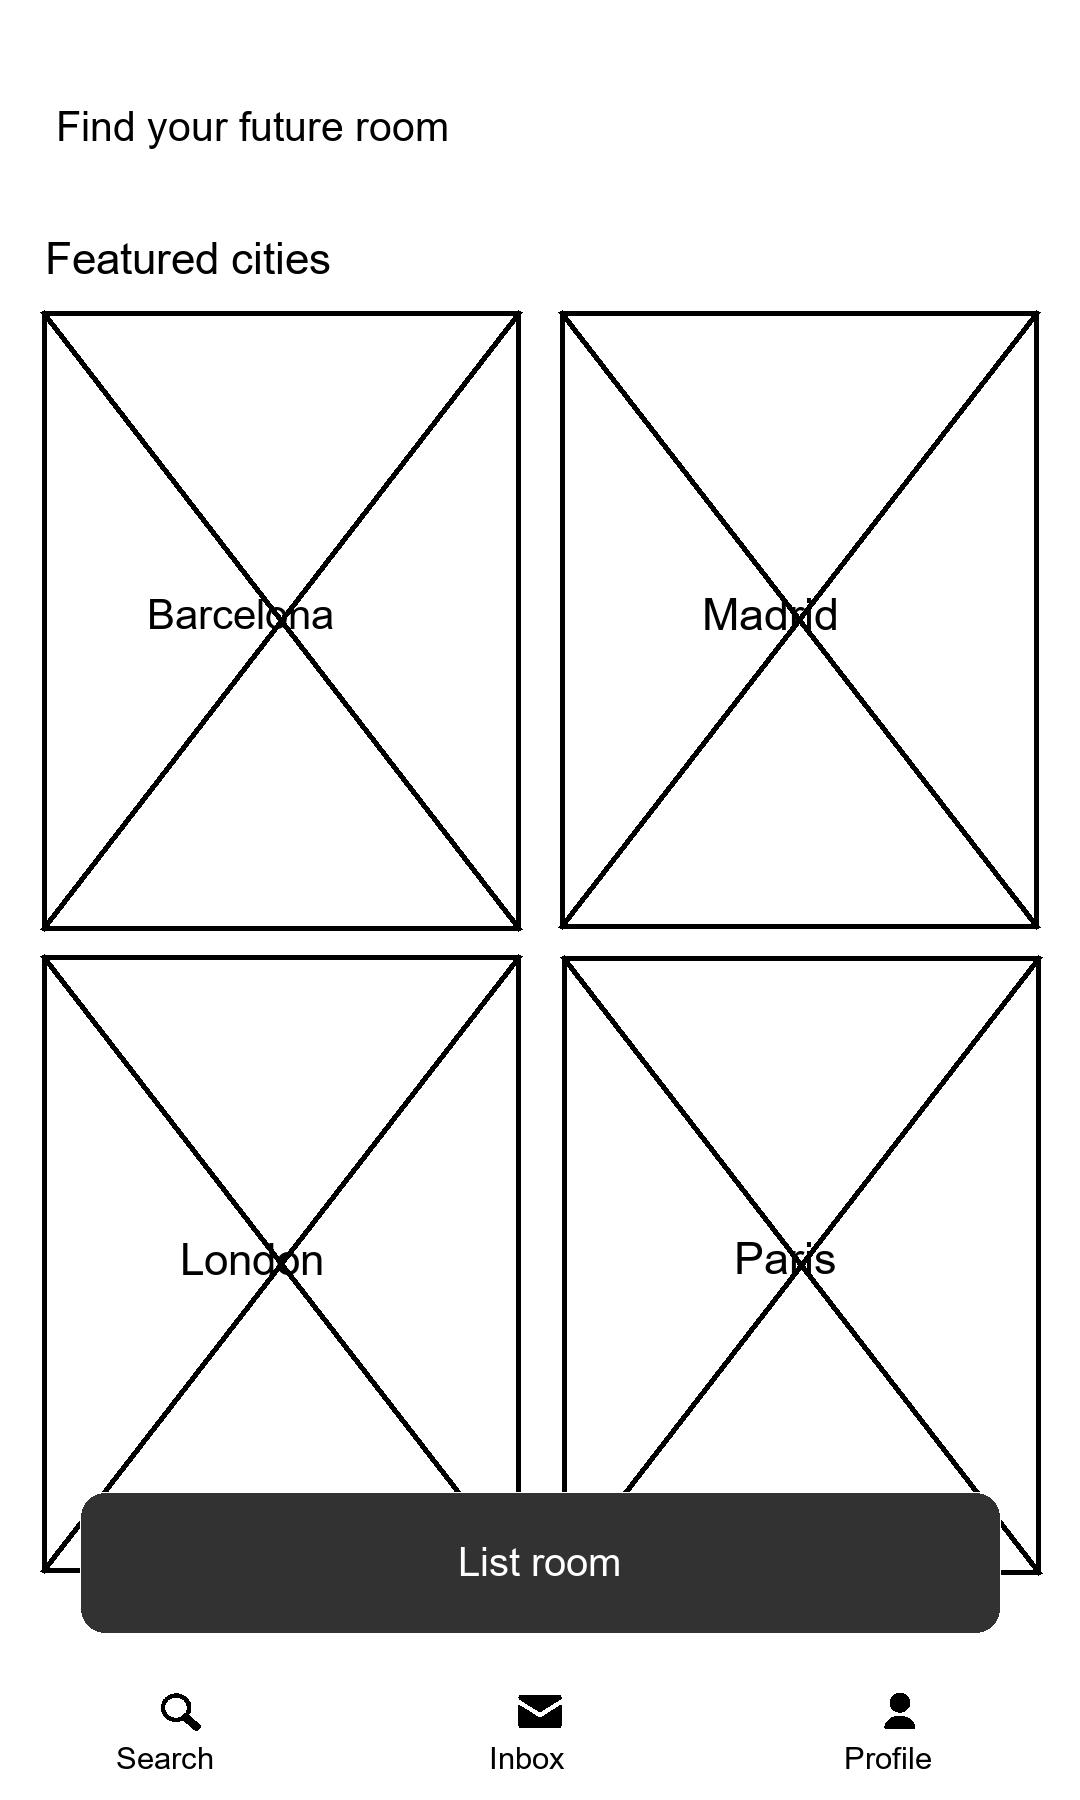 Find your future room
Featured cities
Barcelona
Madrid
London
Paris
List room
Search
Inbox
Profile